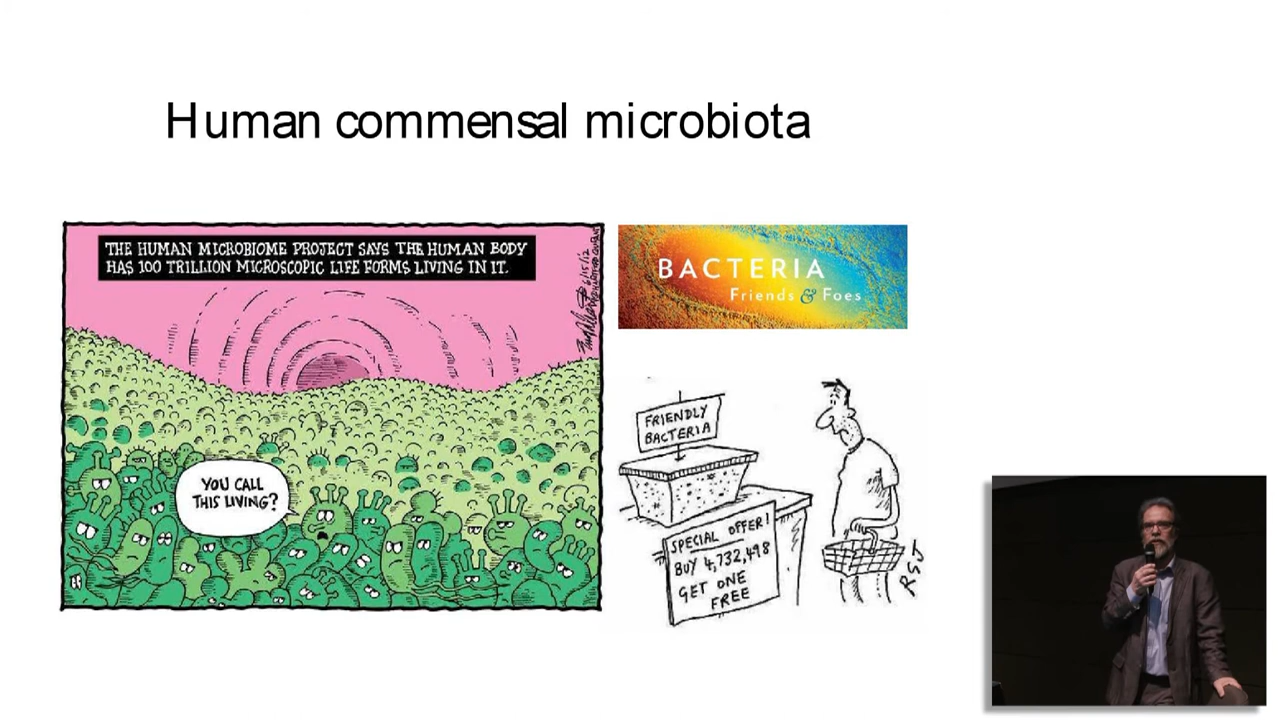 Human commensal microbiota
THE HUMAN MICROBIOME PROJECT SAYS THE HUMAN BODY
HAS 100 TRILLION MICROSCOPIC LIFE FORMS LIVING IN IT.
YOU CALL
THIS LIVING?
BACTERIA
Friends & Foes
FRIENDLY
BACTERIA
SPECIAL OFFER!
BUY 4,732,498
GET ONE
FREE
RGJ